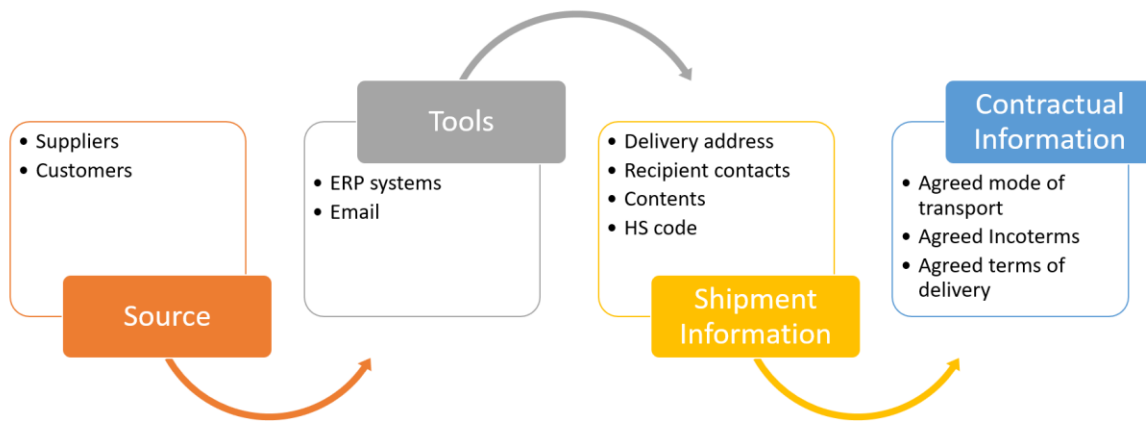 • Suppliers
• Customers
Source
Tools
• ERP systems
• Email
• Delivery address
• Recipient contacts
• Contents
• HS code
Shipment
Information
Contractual
Information
• Agreed mode of
transport
• Agreed Incoterms
• Agreed terms of
delivery